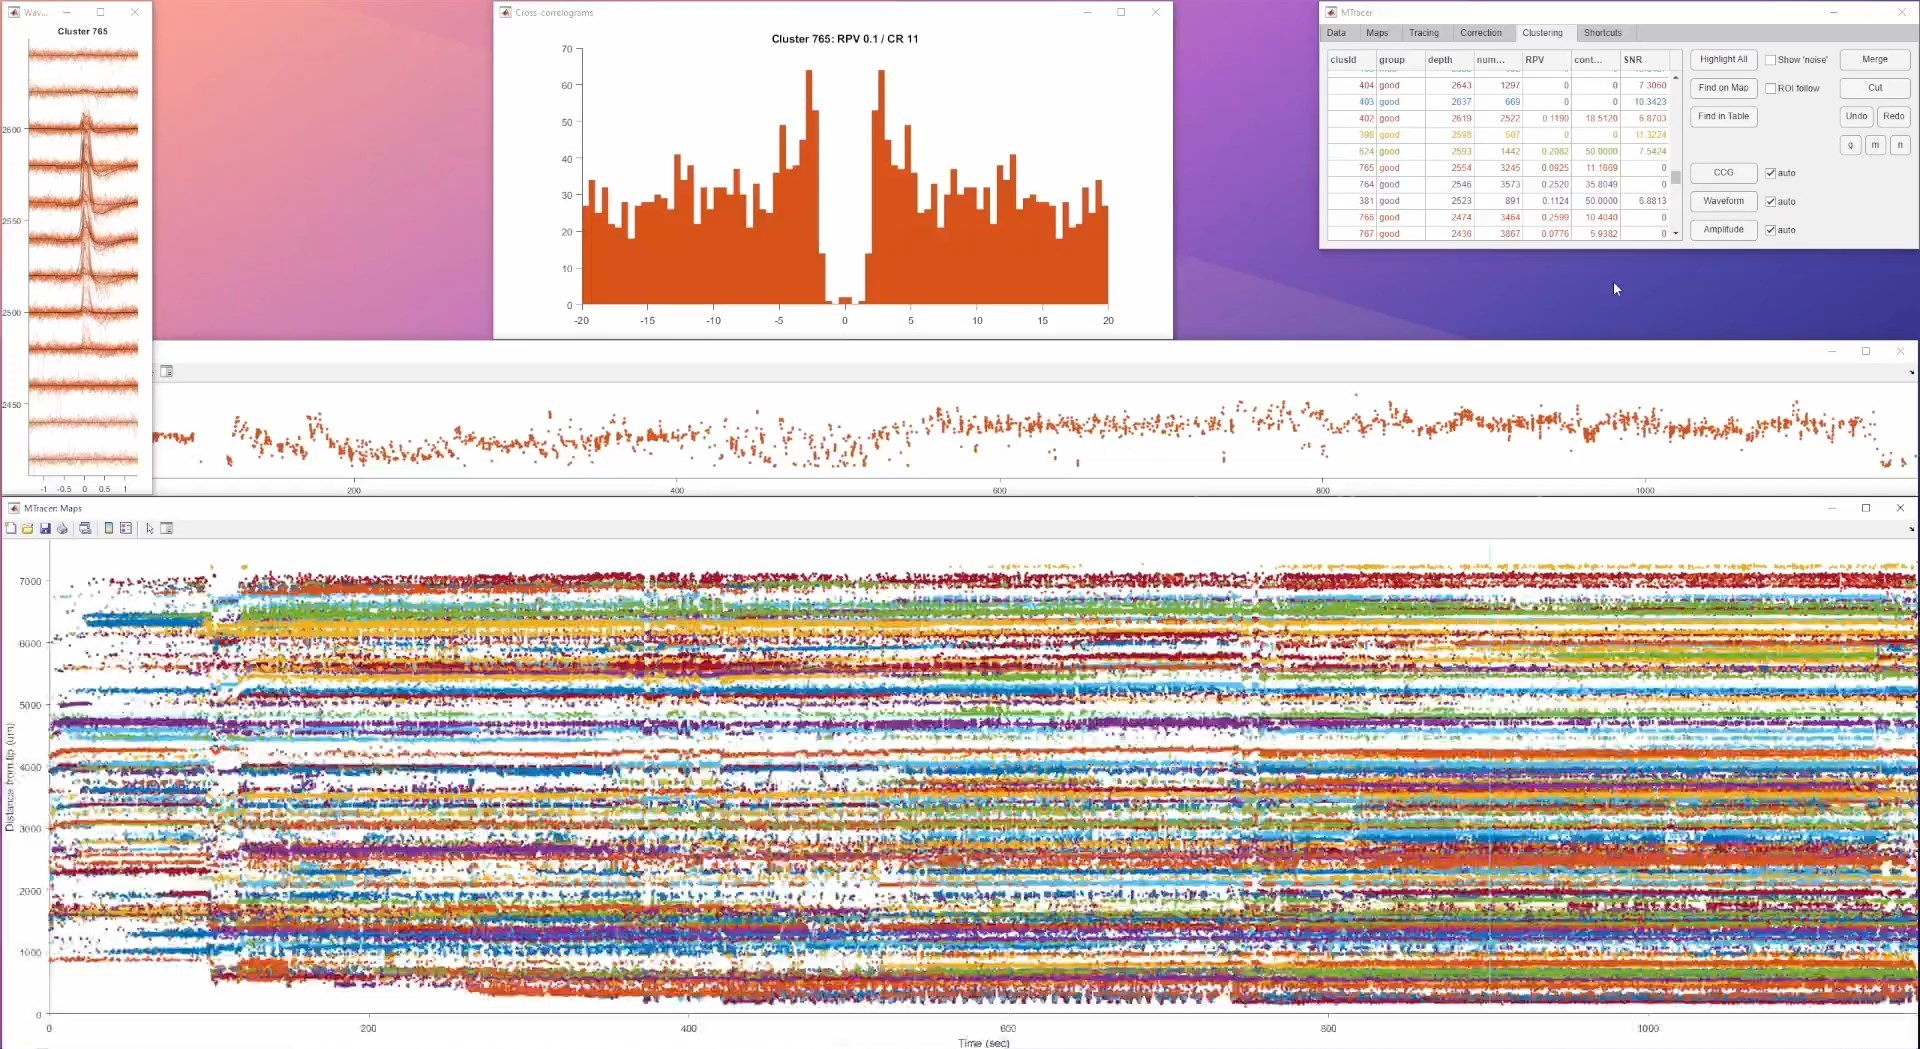 Wav...
Cluster 765
2600
2550
2500
2450
-1 -0.5 0 0.5 1
Cross-correlograms
Cluster 765: RPV 0.1 / CR 11
70
60
50
40
30
20
10
0
-20 -15 -10 -5 0 5 10 15 20
MTracer
Data Maps Tracing Correction Clustering Shortcuts
clusId group depth num... RPV cont... SNR
404 good 2643 1297 0 0 7.3060
403 good 2637 669 0 0 10.3423
402 good 2619 2522 0.1190 18.5120 6.8703
398 good 2598 507 0 0 11.3224
624 good 2593 1442 0.2082 50.0000 7.5424
765 good 2554 3245 0.0925 11.1669 0
764 good 2546 3573 0.2520 35.8049 0
381 good 2523 891 0.1124 50.0000 6.8813
766 good 2474 3464 0.2599 10.4040 0
767 good 2436 3867 0.0776 5.9382 0
Highlight All Show 'noise' Merge
Find on Map ROI follow Cut
Find in Table Undo Redo
g m n
CCG auto
Waveform auto
Amplitude auto
200 400 600 800 1000
MTracer: Maps
7000
6000
5000
4000
3000
2000
1000
0
Distance from tip (um)
0 200 400 600 800 1000
Time (sec)